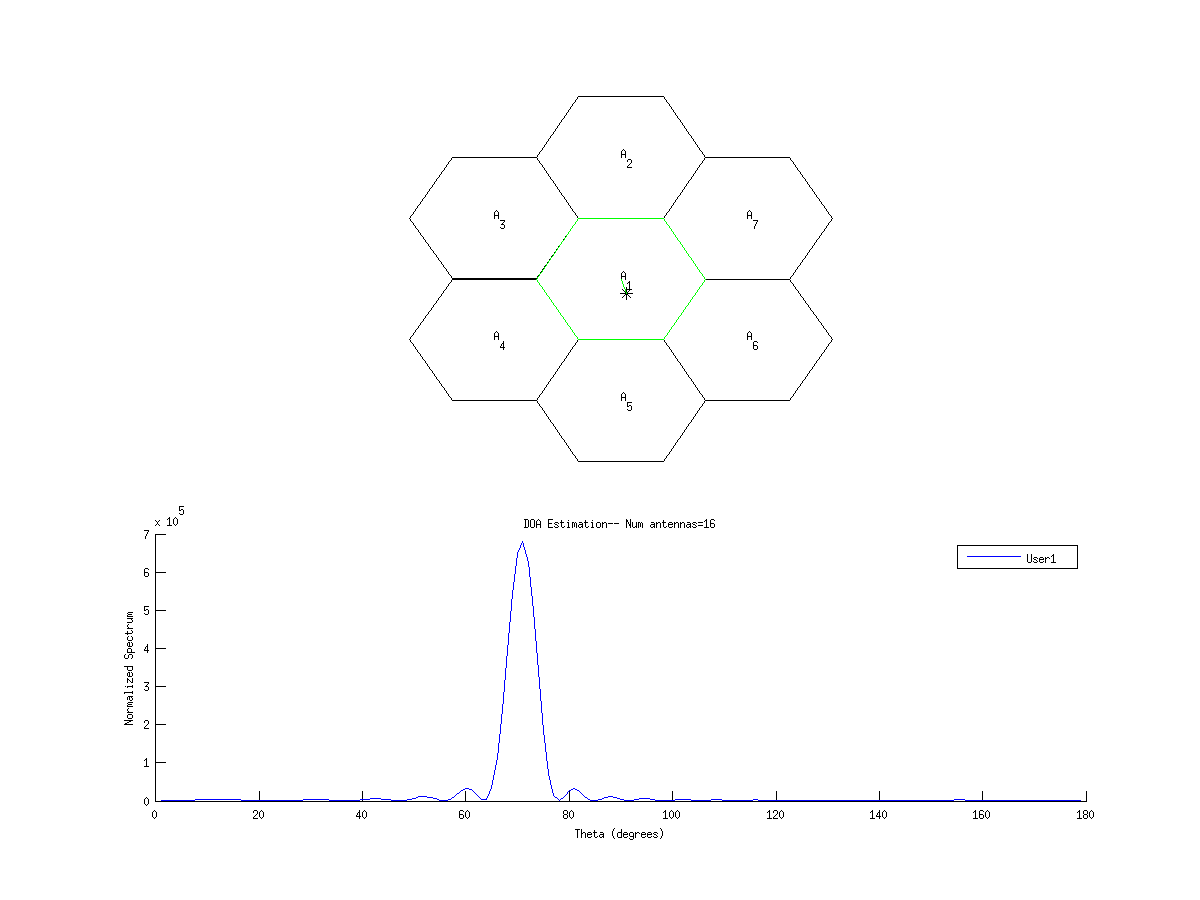 A2
A3
A7
A1
A4
A6
A5
x 10^5
DOA Estimation-- Num antennas=16
User1
Normalized Spectrum
7
6
5
4
3
2
1
0
0 20 40 60 80 100 120 140 160 180
Theta (degrees)